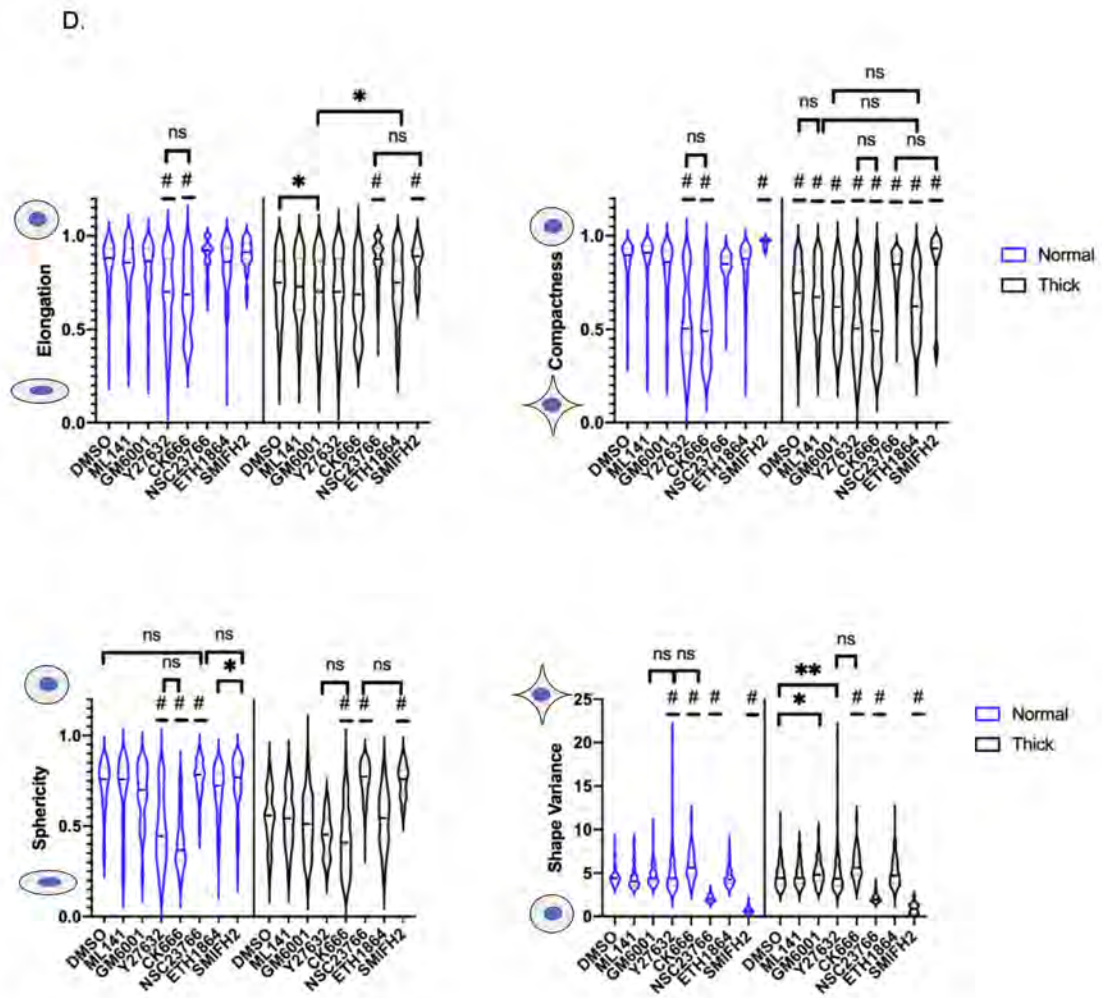 D.
*
ns
*
ns
# #
# #
1.0
0.5
0.0
Elongation
DMSO
ML141
GM6001
Y27632
CK666
NSC23766
ETH1864
SMIFH2
DMSO
ML141
GM6001
Y27632
CK666
NSC23766
ETH1864
SMIFH2
ns
ns
ns
ns
ns
ns
# # # # # # # # # # #
1.0
0.5
0.0
Compactness
DMSO
ML141
GM6001
Y27632
CK666
NSC23766
ETH1864
SMIFH2
DMSO
ML141
GM6001
Y27632
CK666
NSC23766
ETH1864
SMIFH2
Normal
Thick
ns
ns
ns
*
ns
ns
# # #
# # #
1.0
0.5
0.0
Sphericity
DMSO
ML141
GM6001
Y27632
CK666
NSC23766
ETH1864
SMIFH2
DMSO
ML141
GM6001
Y27632
CK666
NSC23766
ETH1864
SMIFH2
ns ns
ns
**
*
# # # #
# # #
25
20
15
10
5
0
Shape Variance
DMSO
ML141
GM6001
Y27632
CK666
NSC23766
ETH1864
SMIFH2
DMSO
ML141
GM6001
Y27632
CK666
NSC23766
ETH1864
SMIFH2
Normal
Thick